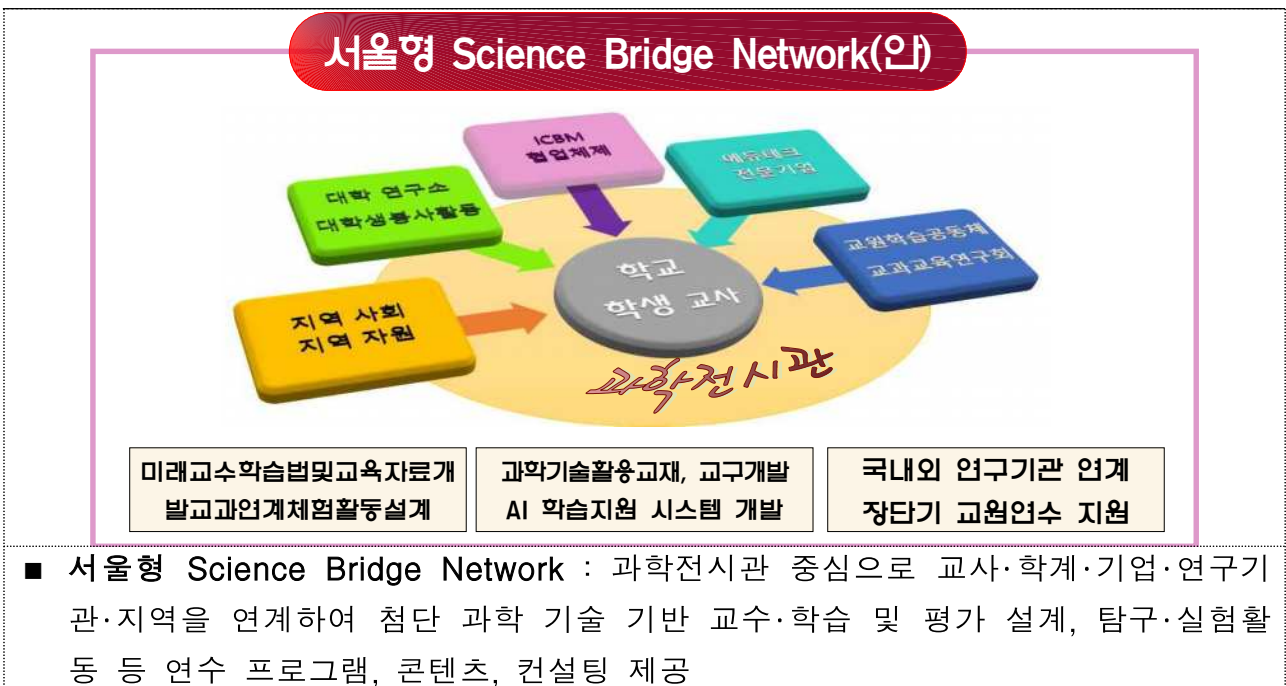 서울형 Science Bridge Network(안)
ICBM
협업체제
에듀테크
전문기업
대학 연구소
대학생봉사활동
교원학습공동체
교과교육연구회
지역 사회
지역 자원
학교
학생 교사
과학전시관
미래교수학습법및교육자료개
발교과연계체험활동설계
과학기술활용교재, 교구개발
AI 학습지원 시스템 개발
국내외 연구기관 연계
장단기 교원연수 지원
■ 서울형 Science Bridge Network : 과학전시관 중심으로 교사·학계·기업·연구기
관·지역을 연계하여 첨단 과학 기술 기반 교수·학습 및 평가 설계, 탐구·실험활
동 등 연수 프로그램, 콘텐츠, 컨설팅 제공